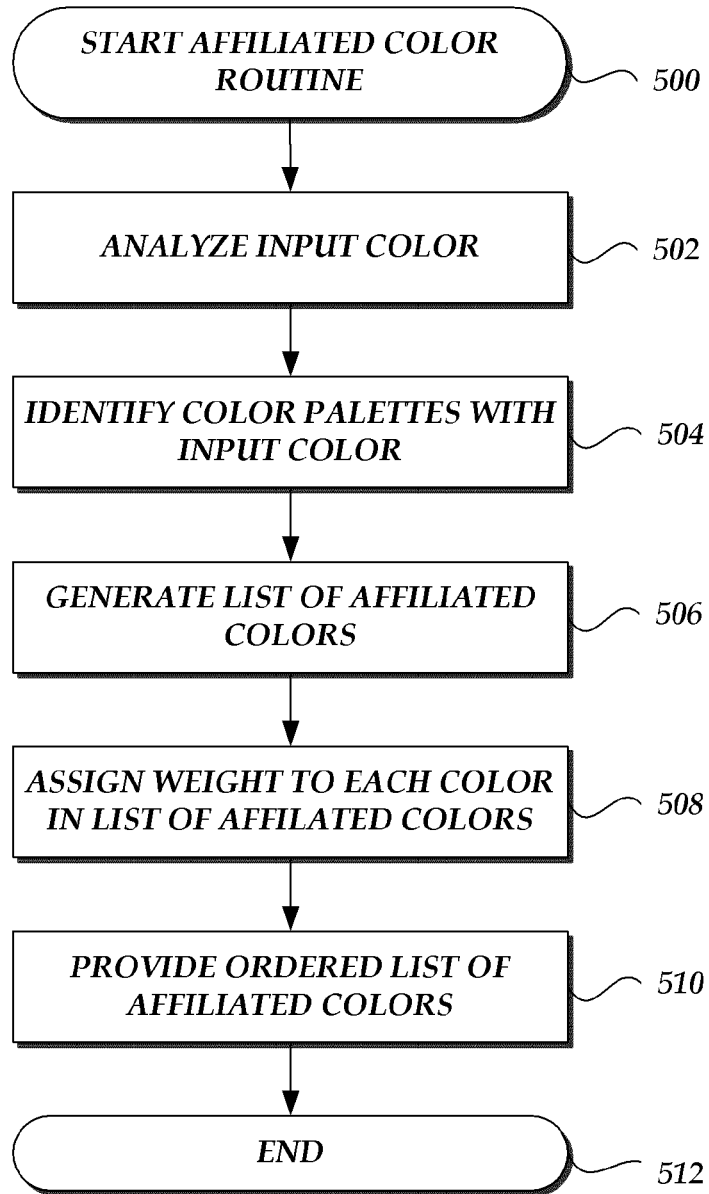 START AFFILIATED COLOR
ROUTINE
500
ANALYZE INPUT COLOR
502
IDENTIFY COLOR PALETTES WITH
INPUT COLOR
504
GENERATE LIST OF AFFILIATED
COLORS
506
ASSIGN WEIGHT TO EACH COLOR
IN LIST OF AFFILATED COLORS
508
PROVIDE ORDERED LIST OF
AFFILIATED COLORS
510
END
512